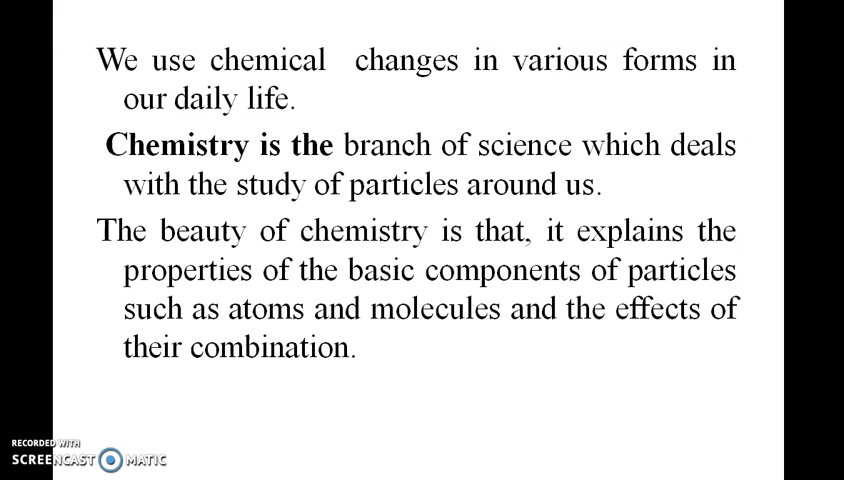 We use chemical changes in various forms in
our daily life.
Chemistry is the branch of science which deals
with the study of particles around us.
The beauty of chemistry is that, it explains the
properties of the basic components of particles
such as atoms and molecules and the effects of
their combination.
RECORDED WITH
SCREENCAST MATIC